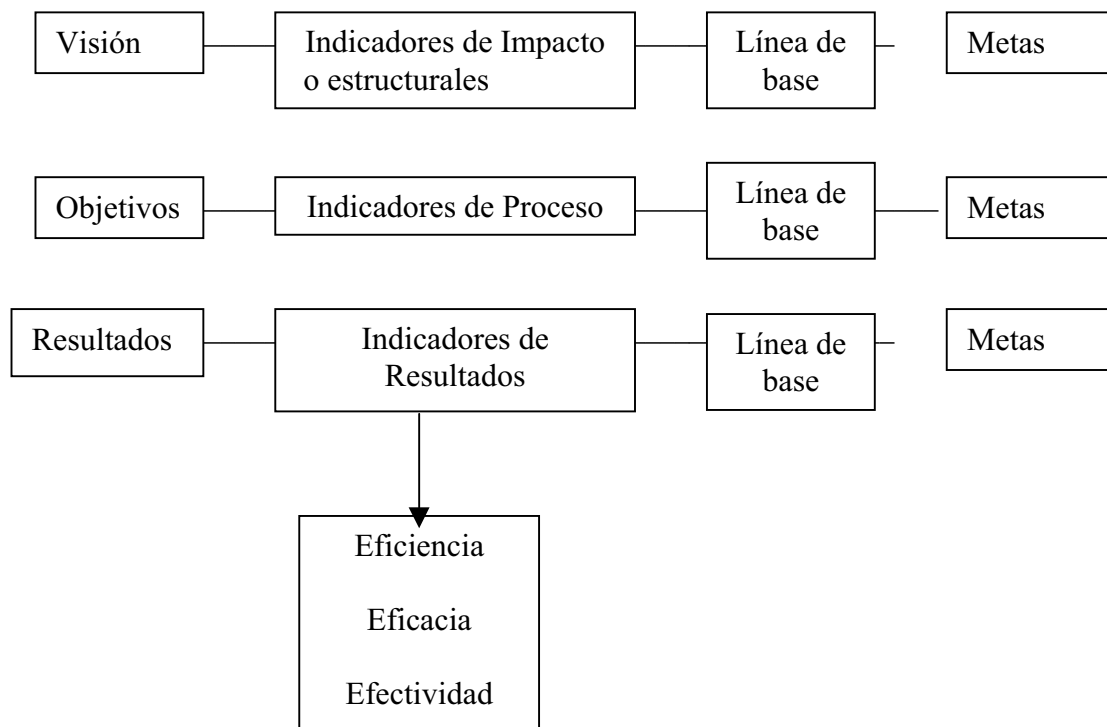 Visión
Indicadores de Impacto
o estructurales
Línea de
base
Metas
Objetivos
Indicadores de Proceso
Línea de
base
Metas
Resultados
Indicadores de
Resultados
Línea de
base
Metas
Eficiencia
Eficacia
Efectividad